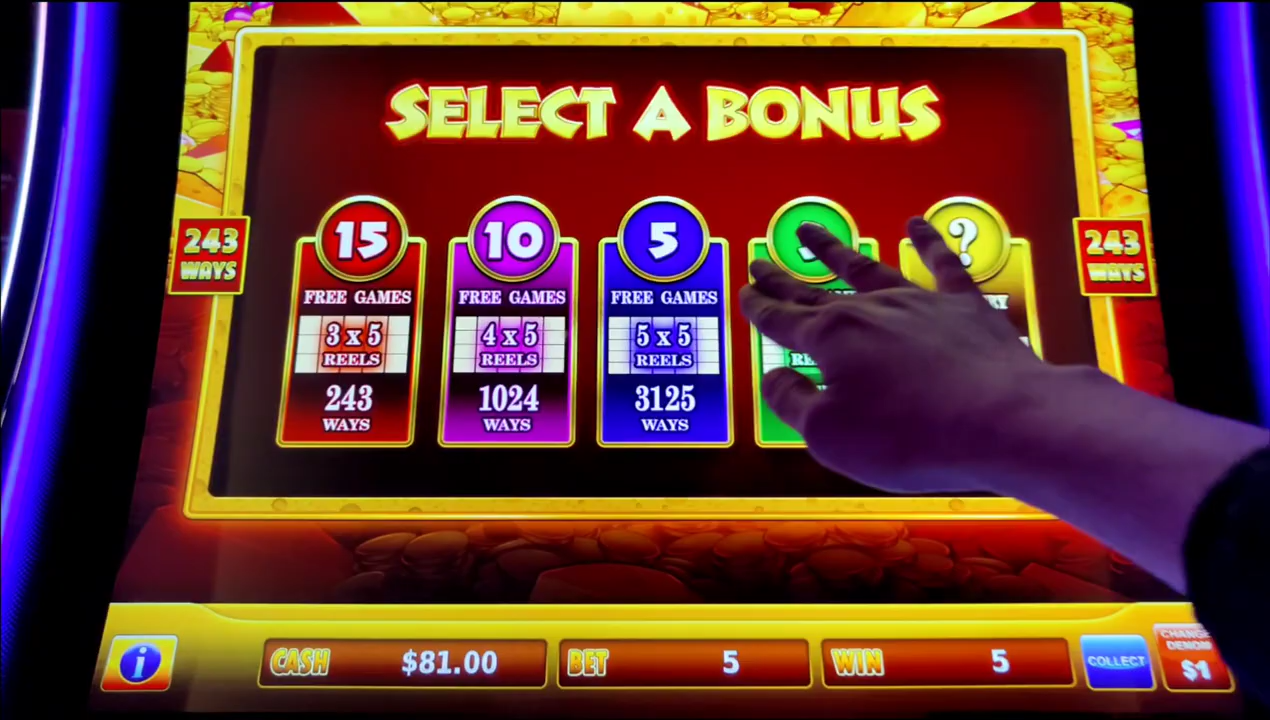 SELECT A BONUS
243
WAYS
15
FREE GAMES
3 x 5
REELS
243
WAYS
10
FREE GAMES
4 x 5
REELS
1024
WAYS
5
FREE GAMES
5 x 5
REELS
3125
WAYS
?
243
WAYS
i
CASH $81.00
BET 5
WIN 5
COLLECT
CHANGE
DENOM
$1